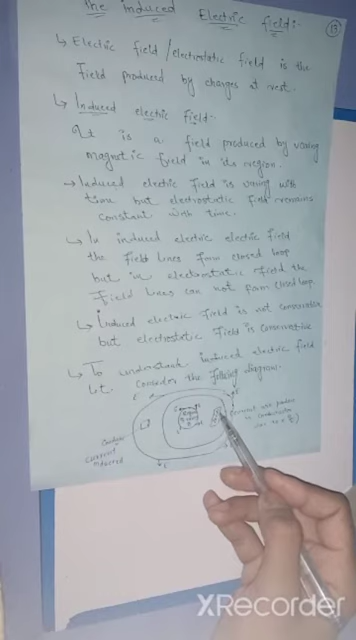 The Induced Electric field:
13
↳ Electric field / electrostatic field is the
field produced by charges at rest.
↳ Induced electric field:
It is a field produced by varing
magnetic field in its region.
→ Induced electric field is varing with
time but electrostatic field remains
constant with time.
↳ In induced electric electric field
the field lines form closed loop
but in electrostatic field the
field lines can not form closed loop.
↳ Induced electric field is not conservative
but electrostatic field is conservative
↳ To understand induced electric field
let consider the following diagram.
current
induced
XRecorder